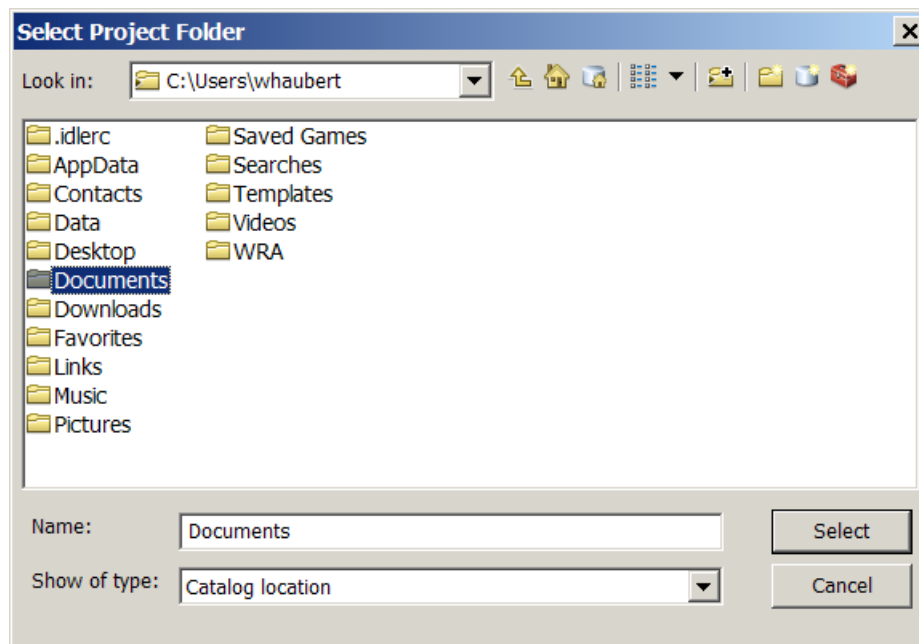 Select Project Folder
Look in:
C:\Users\whaubert
.idlerc
AppData
Contacts
Data
Desktop
Documents
Downloads
Favorites
Links
Music
Pictures
Saved Games
Searches
Templates
Videos
WRA
Name:
Documents
Select
Show of type:
Catalog location
Cancel